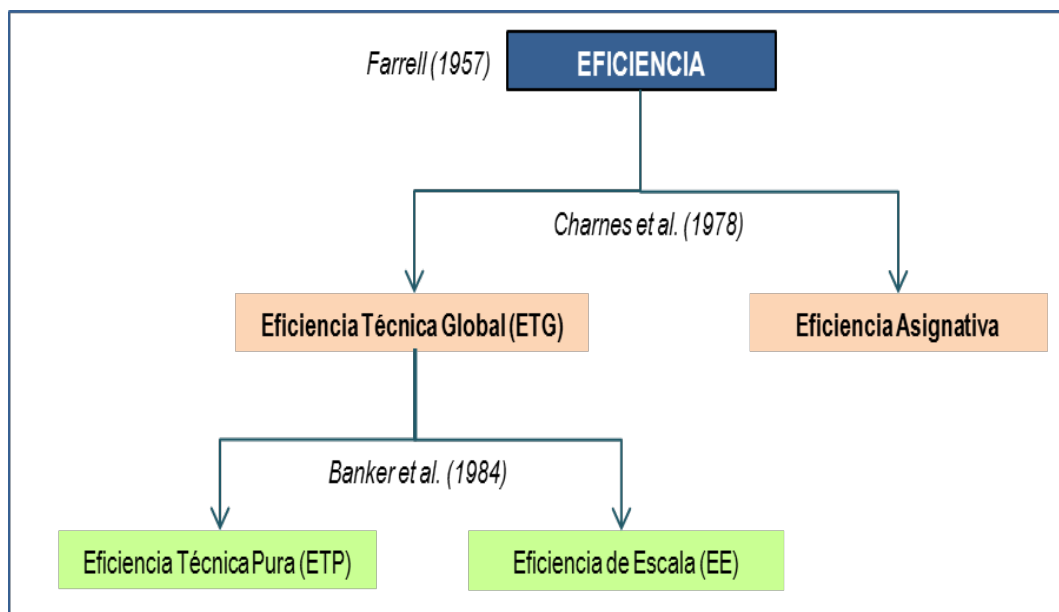 Farrell (1957)
EFICIENCIA
Charnes et al. (1978)
Eficiencia Técnica Global (ETG)
Eficiencia Asignativa
Banker et al. (1984)
Eficiencia Técnica Pura (ETP)
Eficiencia de Escala (EE)